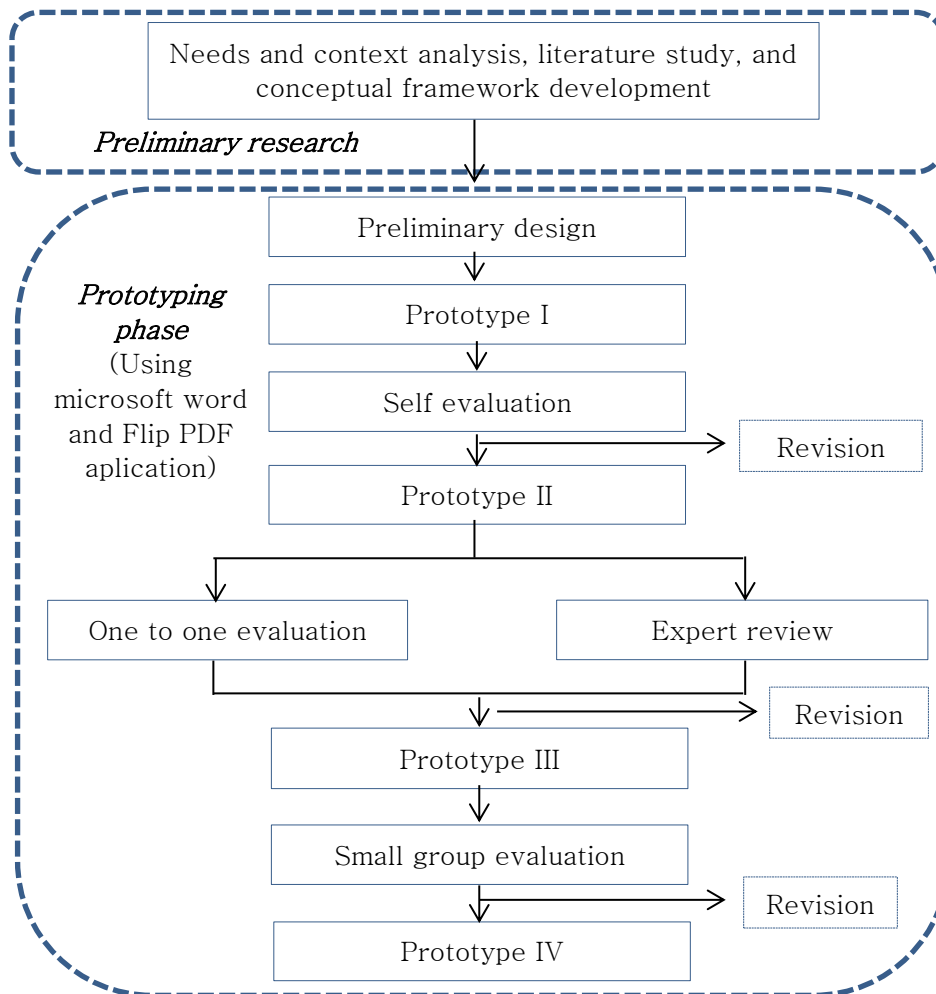 Needs and context analysis, literature study, and
conceptual framework development
Preliminary research
Preliminary design
Prototyping
phase
(Using
microsoft word
and Flip PDF
aplication)
Prototype I
Self evaluation
Revision
Prototype II
One to one evaluation
Expert review
Revision
Prototype III
Small group evaluation
Revision
Prototype IV